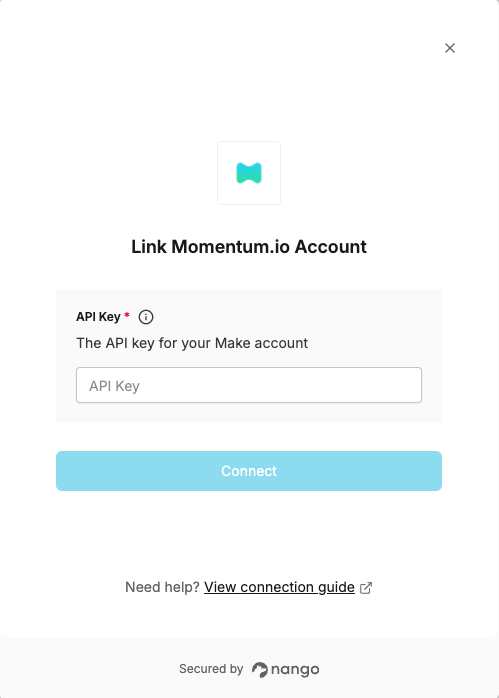 Link Momentum.io Account
API Key *
The API key for your Make account
API Key
Connect
Need help? View connection guide
Secured by nango